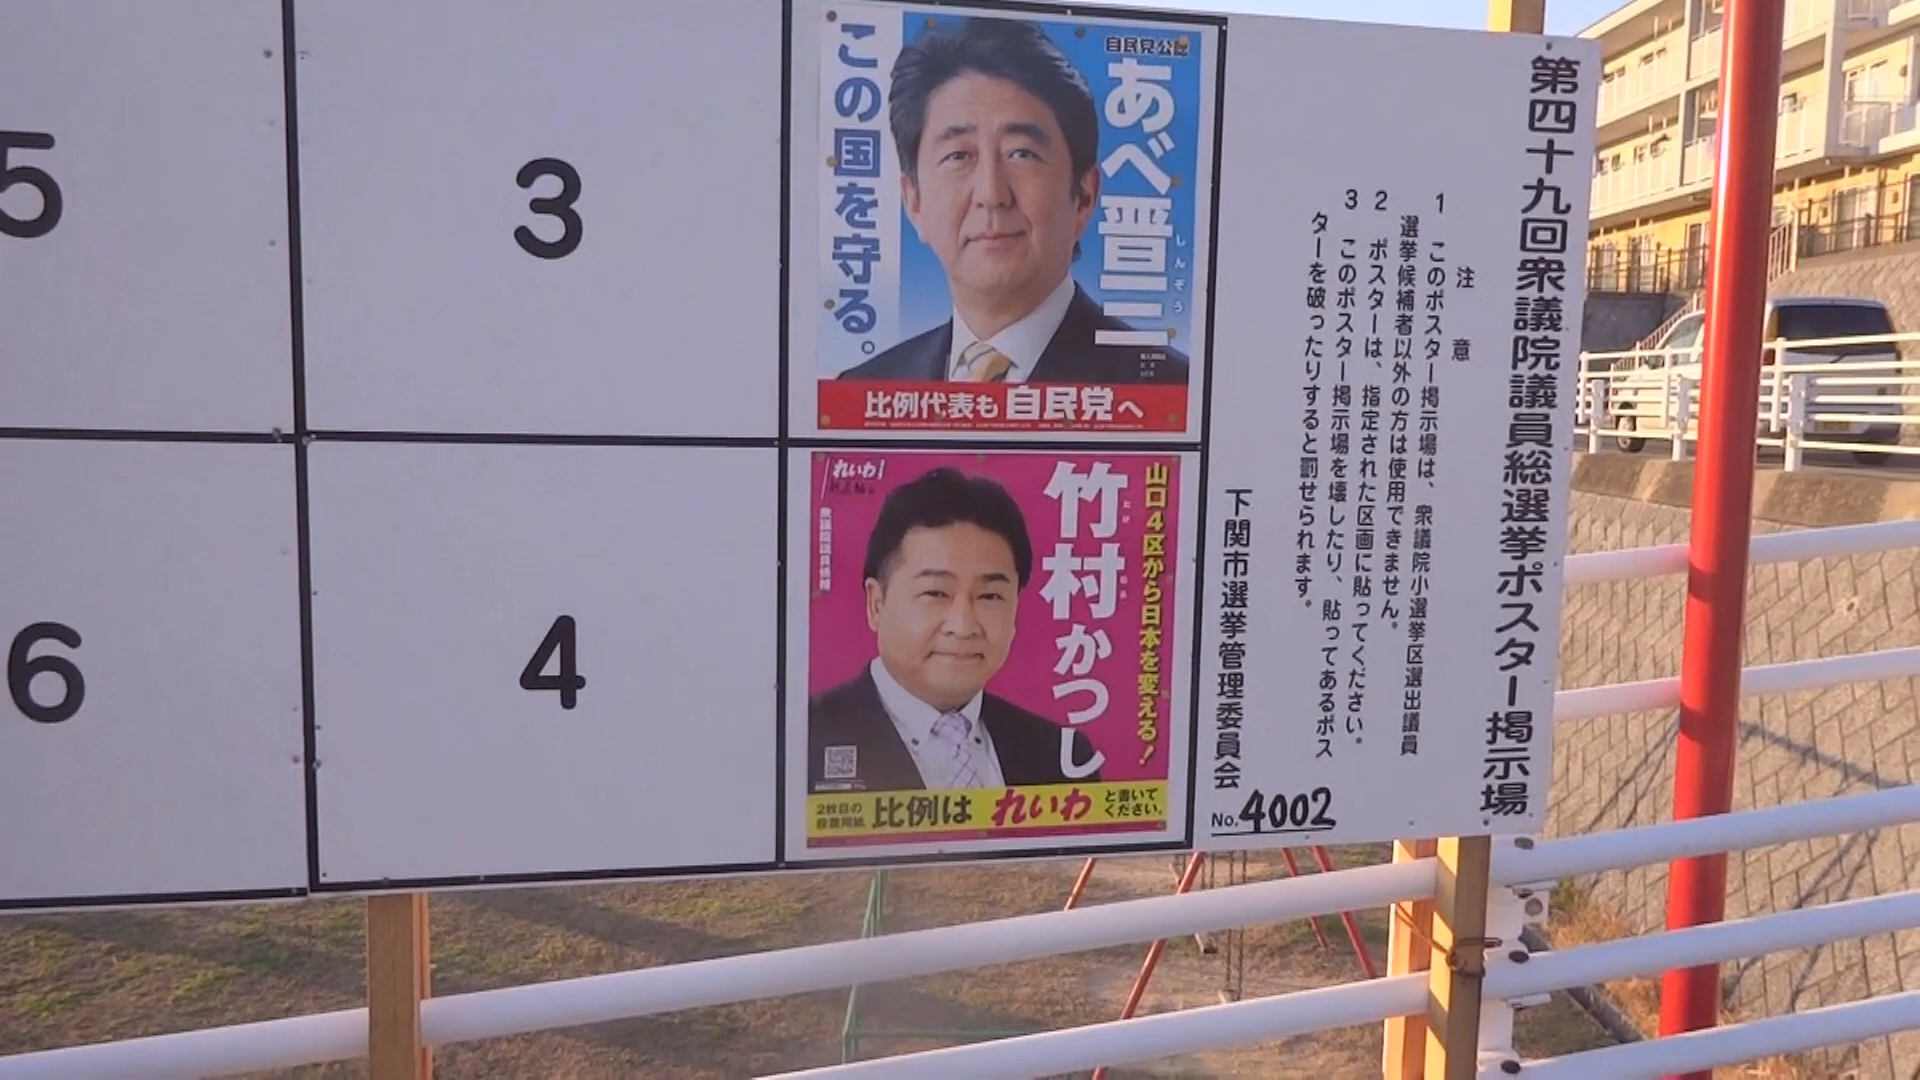 第四十九回衆議院議員総選挙ポスター掲示場
注意
1 このポスター掲示場は、衆議院小選挙区選出議員
選挙候補者以外の方は使用できません。
2 ポスターは、指定された区画に貼ってください。
3 このポスター掲示場を壊したり、貼ってあるポス
ターを破ったりすると罰せられます。
下関市選挙管理委員会
No.4002
自民党公認
あべ晋三
しんぞう
この国を守る。
比例代表も自民党へ
3
5
山口4区から日本を変える!
竹村かつし
たけ
れいわ
衆議院議員候補
2枚目の
投票用紙
比例は れいわ
と書いて
ください。
4
6